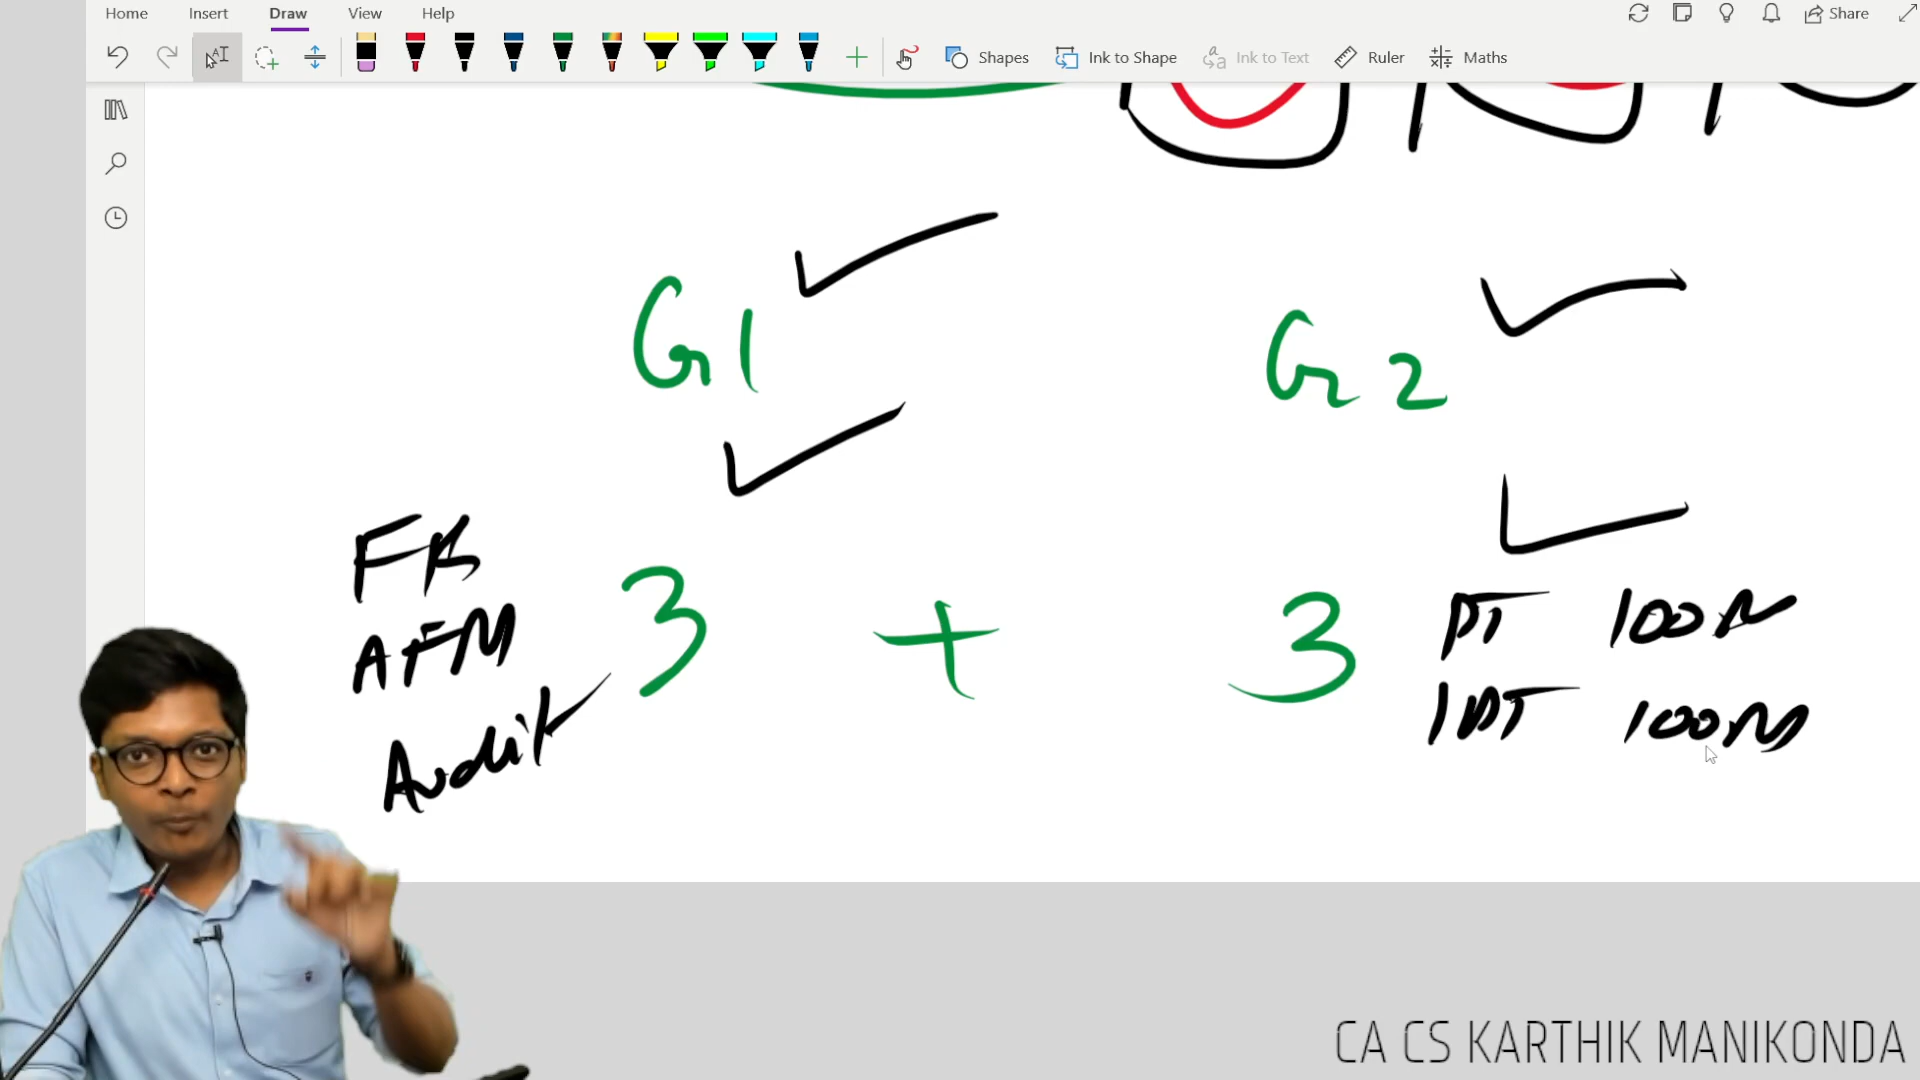 Home Insert Draw View Help
Share
Shapes Ink to Shape Ink to Text Ruler Maths
G1
G2
FR
AFM
Audit
3 + 3
DT 100M
IDT 100M
CA CS KARTHIK MANIKONDA